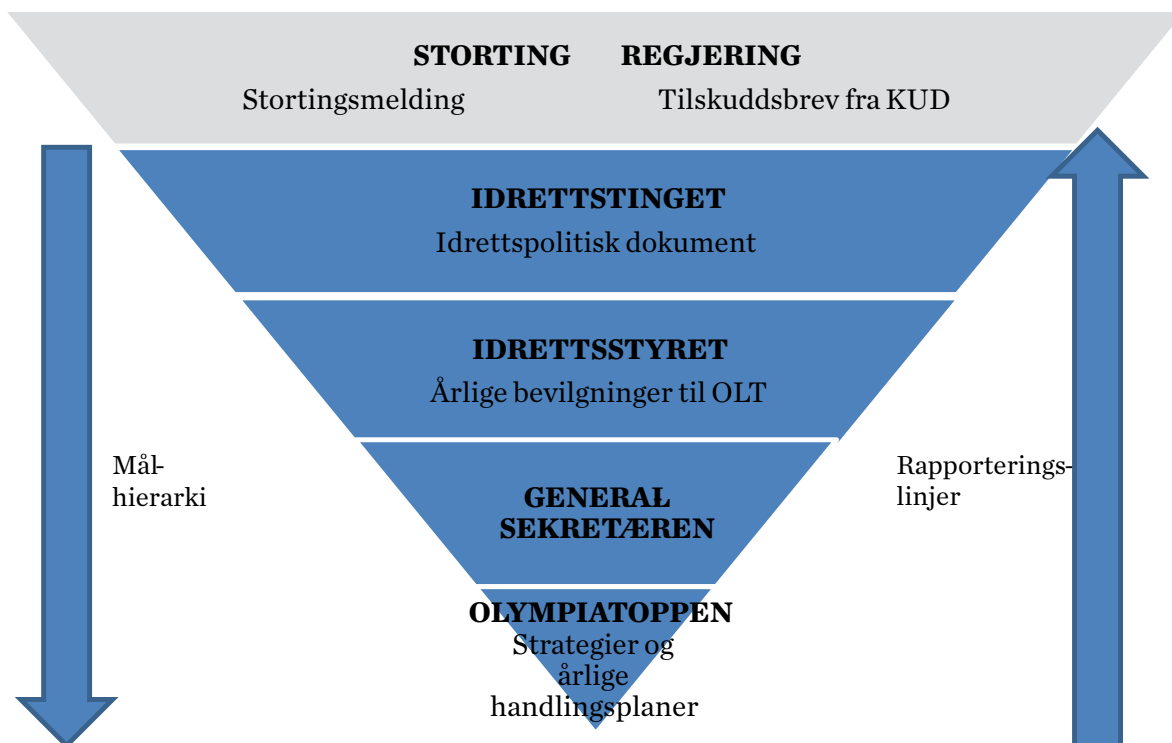 STORTING REGJERING
Stortingsmelding Tilskuddsbrev fra KUD
IDRETTSTINGET
Idrettspolitisk dokument
IDRETTSSTYRET
Årlige bevilgninger til OLT
Mål-
hierarki
Rapporterings-
linjer
GENERAL
SEKRETÆREN
OLYMPIATOPPEN
Strategier og
årlige
handlingsplaner